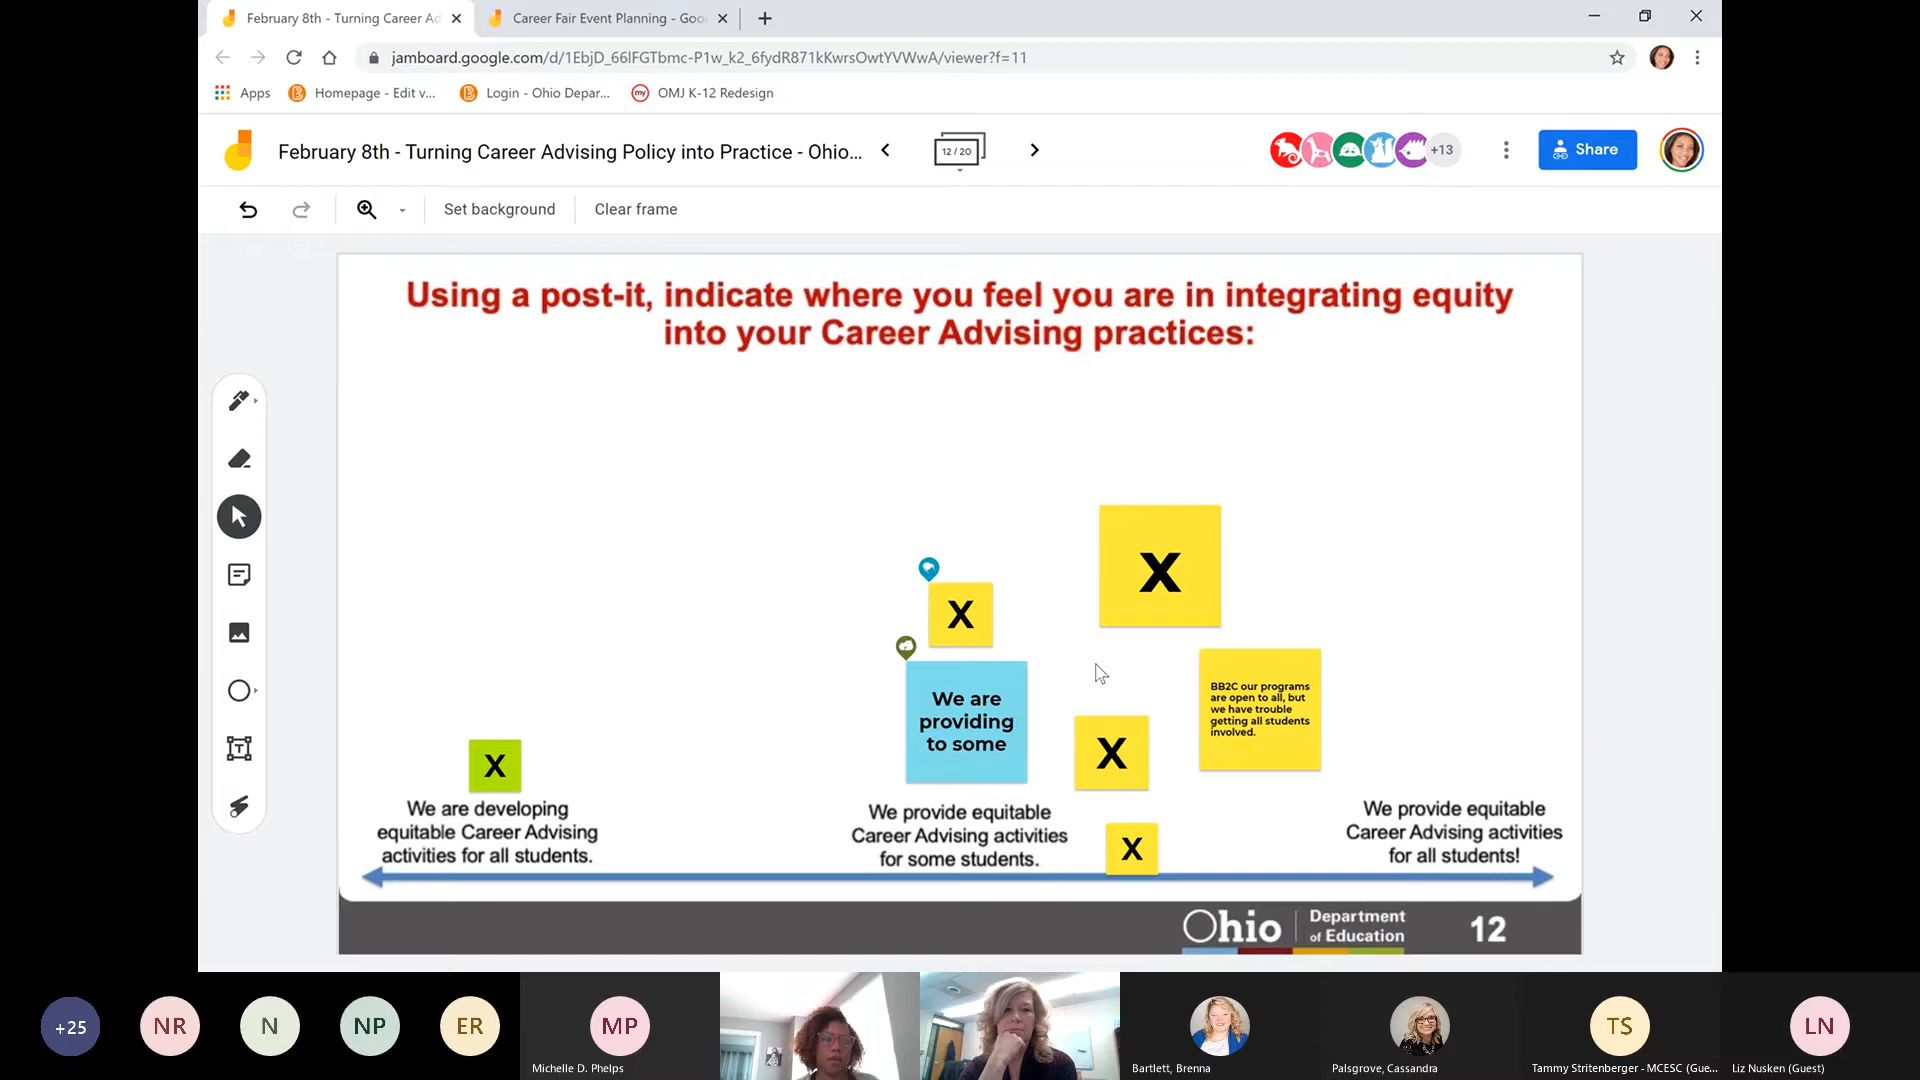 February 8th - Turning Career Ad
Career Fair Event Planning - Goo
jamboard.google.com/d/1EbjD_66lFGTbmc-P1w_k2_6fydR871kKwrsOwtYVWwA/viewer?f=11
Apps
Homepage - Edit v...
Login - Ohio Depar...
my
OMJ K-12 Redesign
February 8th - Turning Career Advising Policy into Practice - Ohio...
12 / 20
+13
Share
Set background
Clear frame
Using a post-it, indicate where you feel you are in integrating equity
into your Career Advising practices:
X
X
We are
providing
to some
BB2C our programs
are open to all, but
we have trouble
getting all students
involved.
X
X
X
We are developing
equitable Career Advising
activities for all students.
We provide equitable
Career Advising activities
for some students.
We provide equitable
Career Advising activities
for all students!
Ohio
Department
of Education
12
+25
NR
N
NP
ER
MP
TS
LN
Michelle D. Phelps
Bartlett, Brenna
Palsgrove, Cassandra
Tammy Stritenberger - MCESC (Gue...
Liz Nusken (Guest)